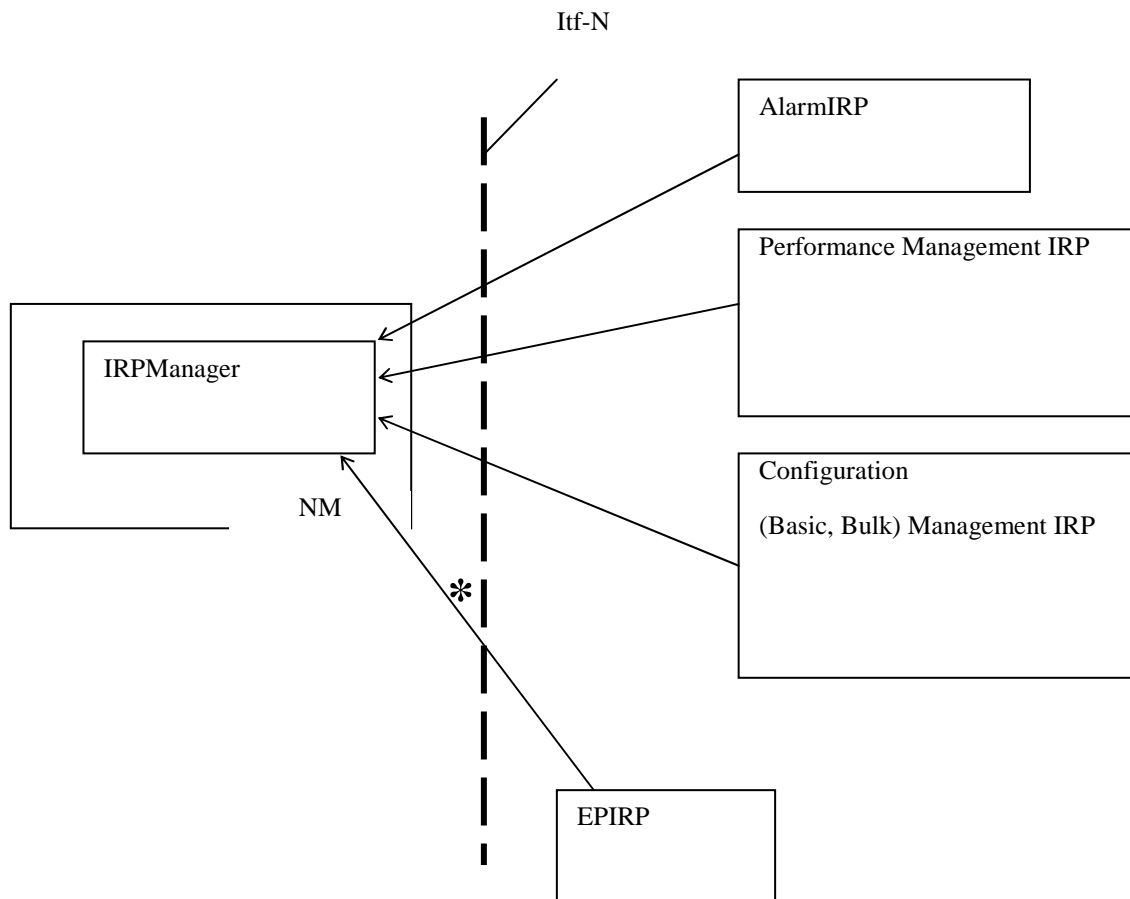 Itf-N
AlarmIRP
Performance Management IRP
IRPManager
Configuration
(Basic, Bulk) Management IRP
NM
*
EPIRP